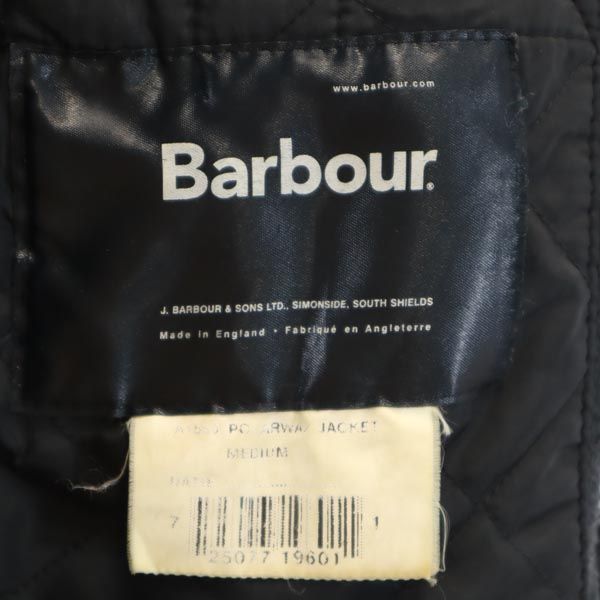 www.barbour.com
Barbour®
J. BARBOUR & SONS LTD., SIMONSIDE, SOUTH SHIELDS
Made in England • Fabriqué en Angleterre
JACKET
MEDIUM
7 25077 19601 1